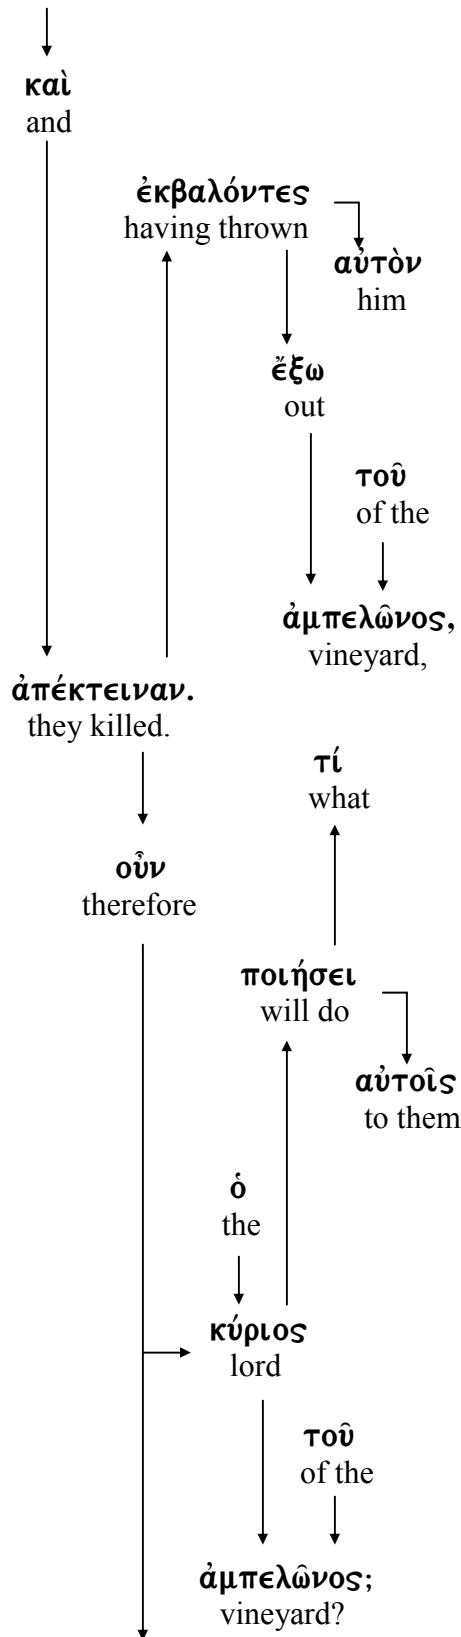 καὶ
and
ἐκβαλόντες
having thrown
αὐτὸν
him
ἔξω
out
τοῦ
of the
ἀμπελῶνος,
vineyard,
ἀπέκτειναν.
they killed.
τί
what
οὖν
therefore
ποιήσει
will do
αὐτοῖς
to them
ὁ
the
κύριος
lord
τοῦ
of the
ἀμπελῶνος;
vineyard?